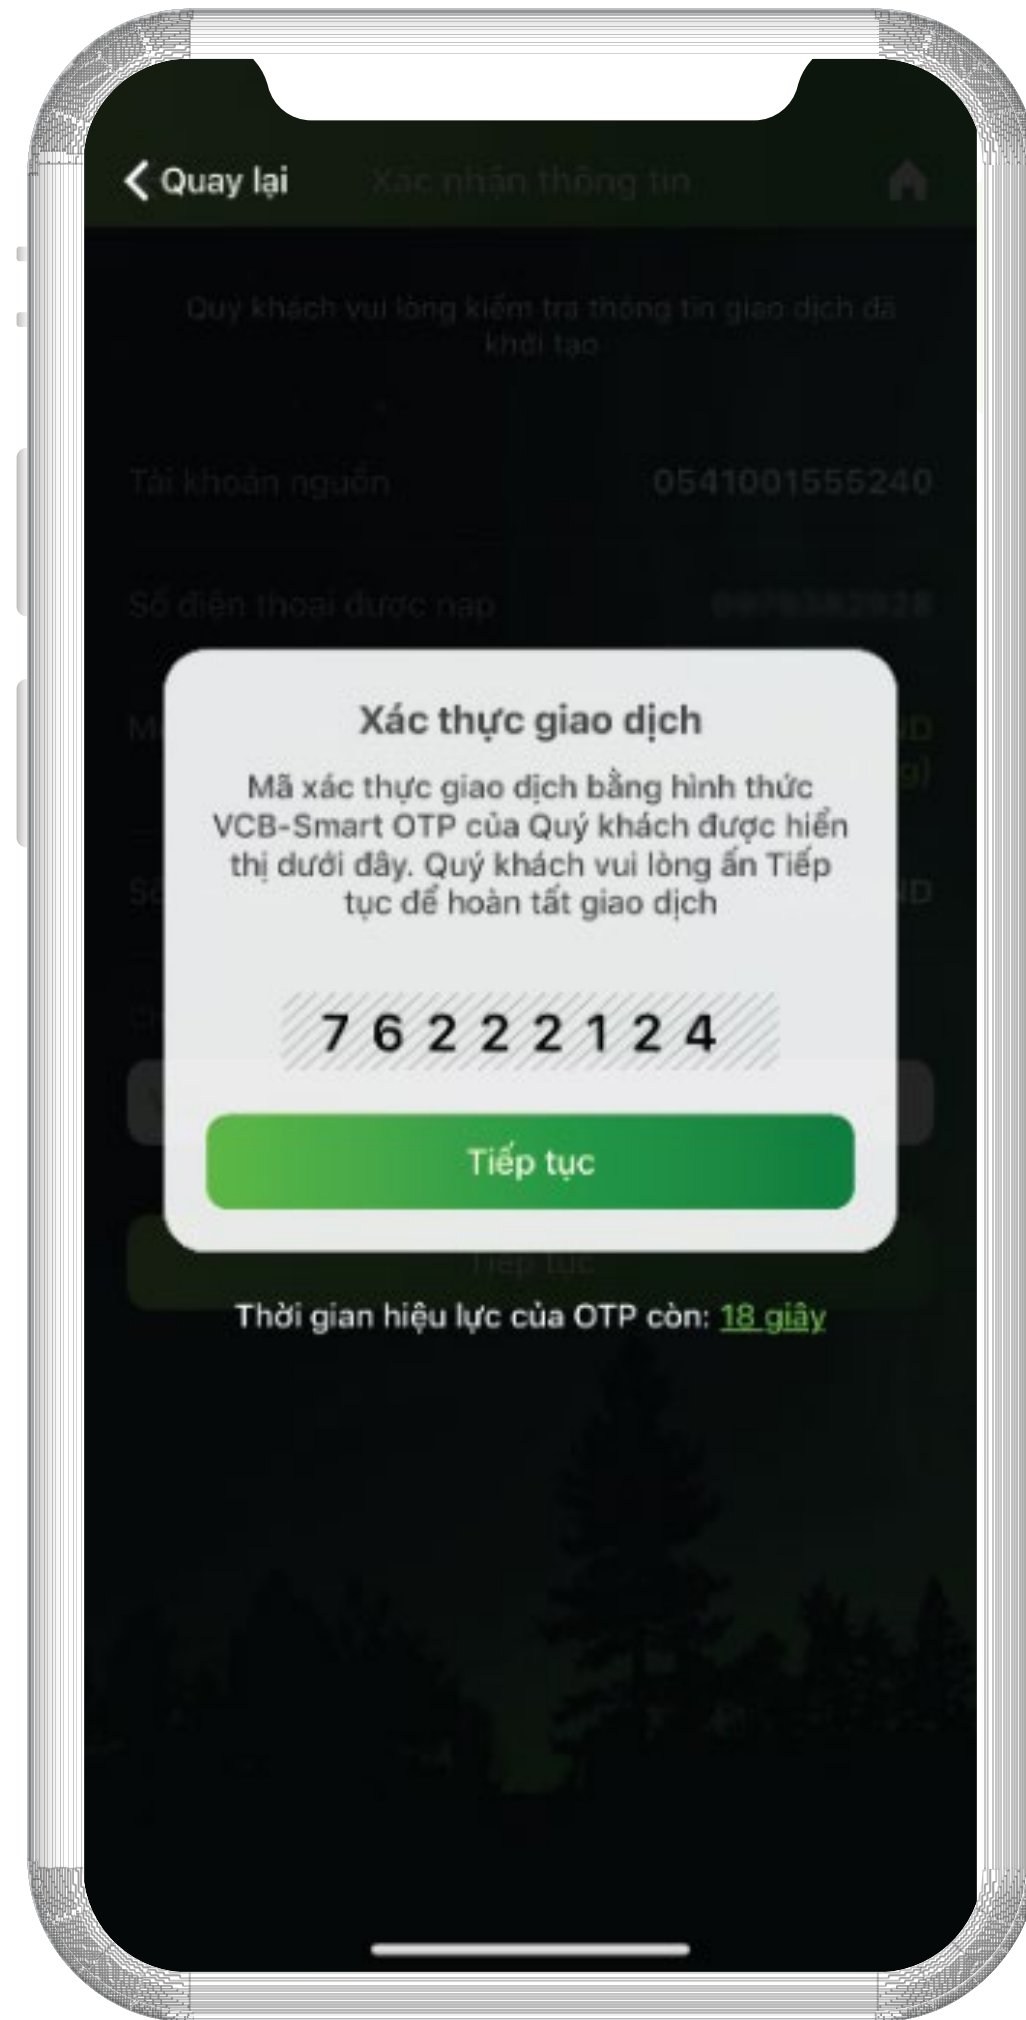 Quay lại
Xác nhận thông tin
Quý khách vui lòng kiểm tra thông tin giao dịch đã
khởi tạo
Tài khoản nguồn 0541001555240
Số điện thoại được nạp
Xác thực giao dịch
Mã xác thực giao dịch bằng hình thức
VCB-Smart OTP của Quý khách được hiển
thị dưới đây. Quý khách vui lòng ấn Tiếp
tục để hoàn tất giao dịch
7 6 2 2 2 1 2 4
Tiếp tục
Tiếp tục
Thời gian hiệu lực của OTP còn: 18 giây